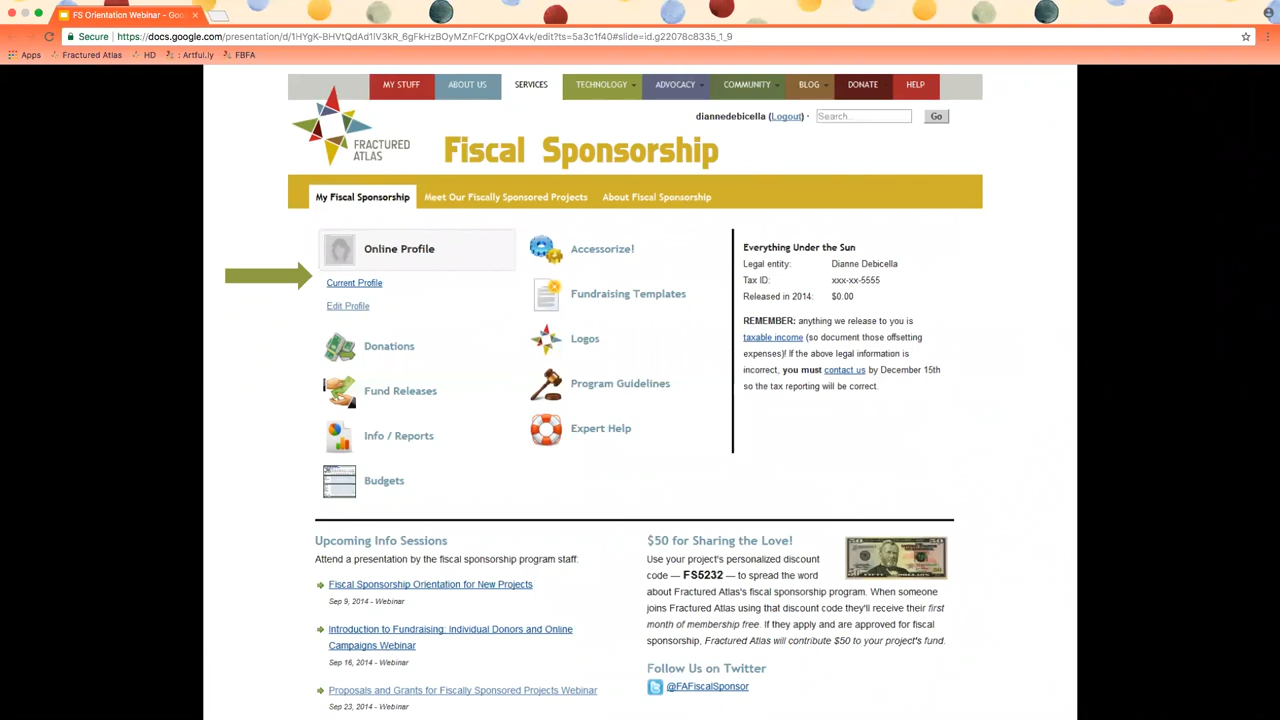 FS Orientation Webinar - Goo
Secure
https://docs.google.com/presentation/d/1HYgK-BHVtQdAd1lV3kR_6gFkHzBOyMZnFCrKpgOX4vk/edit?ts=5a3c1f40#slide=id.g22078c8335_1_9
Apps Fractured Atlas HD : Artful.ly FBFA
MY STUFF ABOUT US SERVICES TECHNOLOGY ADVOCACY COMMUNITY BLOG DONATE HELP
diannedebicella (Logout) · Search... Go
FRACTURED
ATLAS
Fiscal Sponsorship
My Fiscal Sponsorship Meet Our Fiscally Sponsored Projects About Fiscal Sponsorship
Online Profile
Current Profile
Edit Profile
Donations
Fund Releases
Info / Reports
Budgets
Accessorize!
Fundraising Templates
Logos
Program Guidelines
Expert Help
Everything Under the Sun
Legal entity: Dianne Debicella
Tax ID: xxx-xx-5555
Released in 2014: $0.00
REMEMBER: anything we release to you is
taxable income (so document those offsetting
expenses)! If the above legal information is
incorrect, you must contact us by December 15th
so the tax reporting will be correct.
Upcoming Info Sessions
Attend a presentation by the fiscal sponsorship program staff:
Fiscal Sponsorship Orientation for New Projects
Sep 9, 2014 - Webinar
Introduction to Fundraising: Individual Donors and Online
Campaigns Webinar
Sep 16, 2014 - Webinar
Proposals and Grants for Fiscally Sponsored Projects Webinar
Sep 23, 2014 - Webinar
$50 for Sharing the Love!
Use your project's personalized discount
code — FS5232 — to spread the word
about Fractured Atlas's fiscal sponsorship program. When someone
joins Fractured Atlas using that discount code they'll receive their first
month of membership free. If they apply and are approved for fiscal
sponsorship, Fractured Atlas will contribute $50 to your project's fund.
Follow Us on Twitter
@FAFiscalSponsor